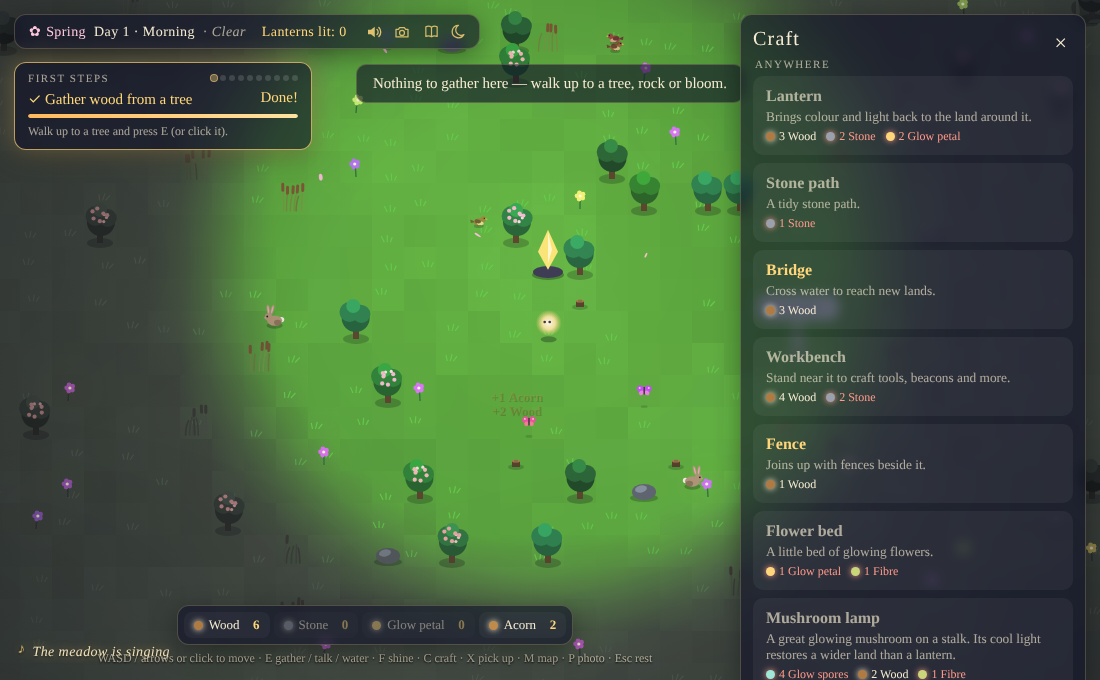 ✿ Spring Day 1 · Morning · Clear Lanterns lit: 0
FIRST STEPS
✓ Gather wood from a tree Done!
Walk up to a tree and press E (or click it).
Nothing to gather here — walk up to a tree, rock or bloom.
+1 Acorn
+2 Wood
Wood 6 Stone 0 Glow petal 0 Acorn 2
♪ The meadow is singing
WASD / arrows or click to move · E gather / talk / water · F shine · C craft · X pick up · M map · P photo · Esc rest
Craft ×
ANYWHERE
Lantern
Brings colour and light back to the land around it.
3 Wood 2 Stone 2 Glow petal
Stone path
A tidy stone path.
1 Stone
Bridge
Cross water to reach new lands.
3 Wood
Workbench
Stand near it to craft tools, beacons and more.
4 Wood 2 Stone
Fence
Joins up with fences beside it.
1 Wood
Flower bed
A little bed of glowing flowers.
1 Glow petal 1 Fibre
Mushroom lamp
A great glowing mushroom on a stalk. Its cool light
restores a wider land than a lantern.
4 Glow spores 2 Wood 1 Fibre